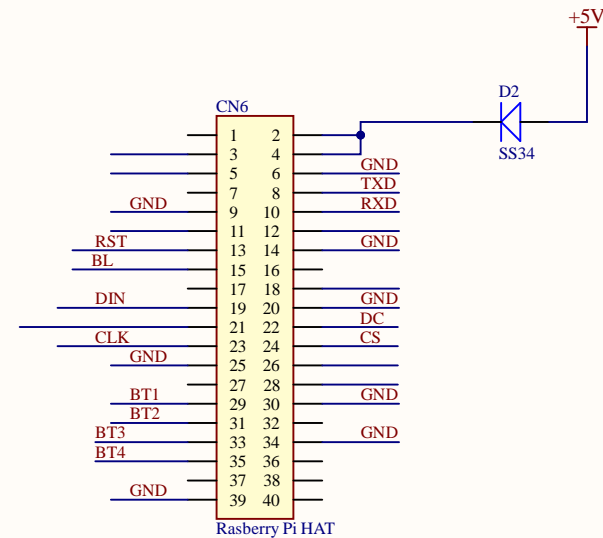 +5V
D2
SS34
CN6
1 2
3 4
GND
5 6
TXD
7 8
GND RXD
9 10
11 12
RST GND
13 14
BL
15 16
17 18
DIN GND
19 20
DC
21 22
CLK CS
23 24
GND
25 26
27 28
BT1 GND
29 30
BT2
31 32
BT3 GND
33 34
BT4
35 36
37 38
GND
39 40
Rasberry Pi HAT